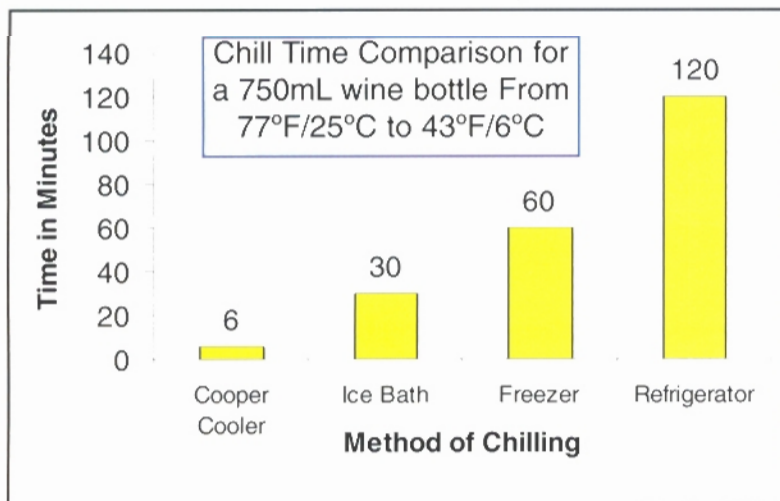 Chill Time Comparison for
a 750mL wine bottle From
77°F/25°C to 43°F/6°C
Time in Minutes
140
120
100
80
60
40
20
0
6
30
60
120
Cooper
Cooler
Ice Bath
Freezer
Refrigerator
Method of Chilling